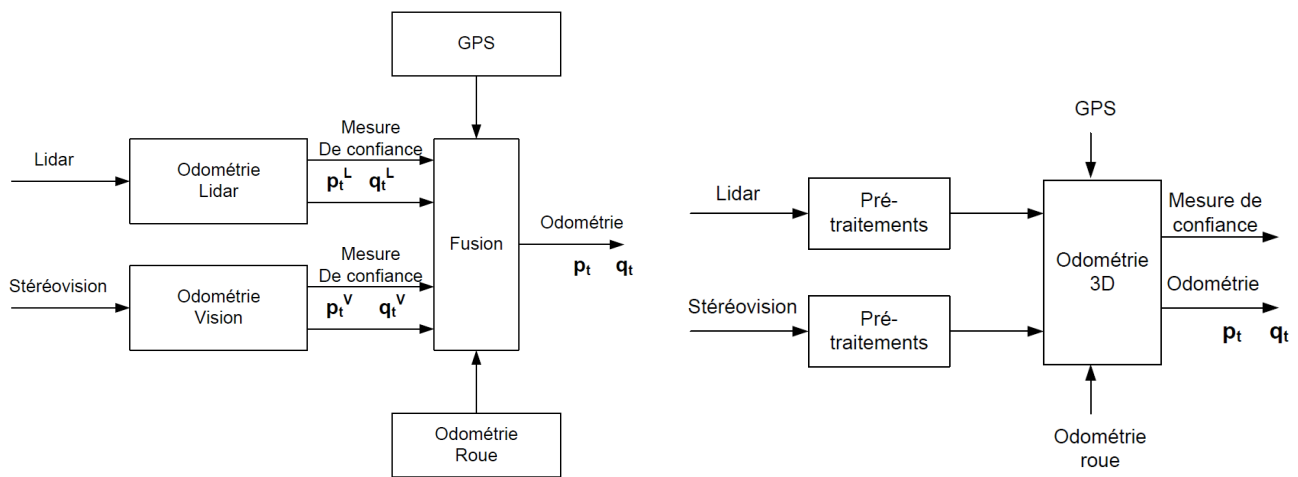 GPS
Lidar
Odométrie
Lidar
Mesure
De confiance
p_t^L q_t^L
Stéréovision
Odométrie
Vision
Mesure
De confiance
p_t^V q_t^V
Fusion
Odométrie
p_t q_t
Odométrie
Roue
GPS
Lidar
Pré-
traitements
Stéréovision
Pré-
traitements
Odométrie
3D
Mesure de
confiance
Odométrie
p_t q_t
Odométrie
roue